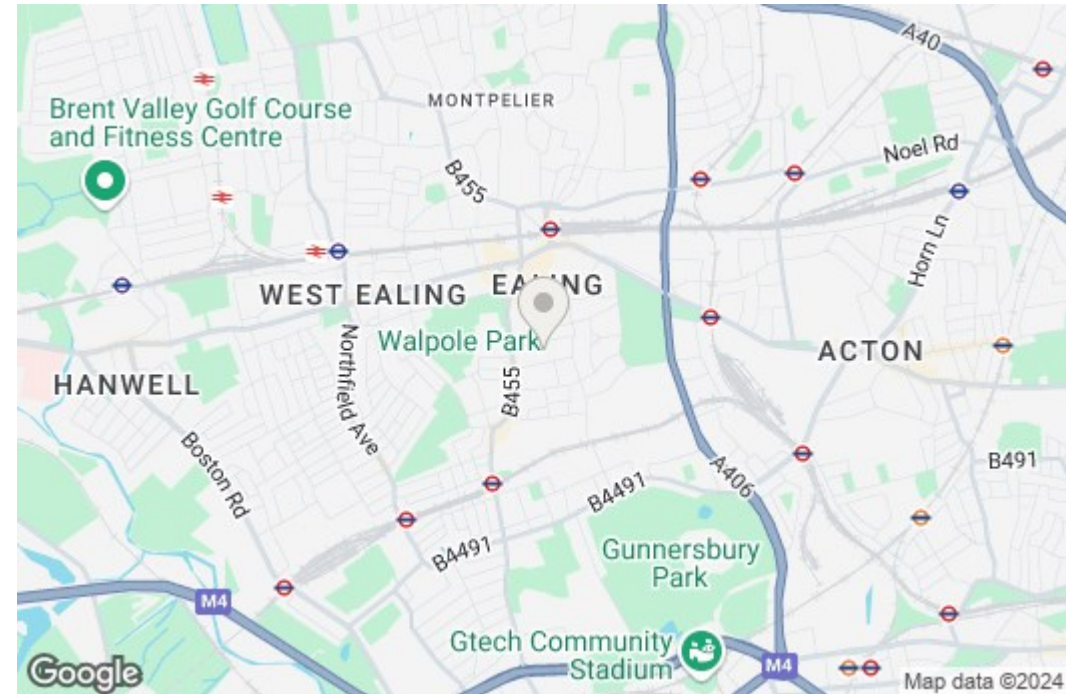 A40
Brent Valley Golf Course
and Fitness Centre
MONTPELIER
Noel Rd
B455
Horn Ln
WEST EALING
EALING
Walpole Park
ACTON
Northfield Ave
HANWELL
B455
Boston Rd
B491
A406
B4491
B4491
Gunnersbury
Park
M4
Gtech Community
Stadium
M4
Google
Map data ©2024